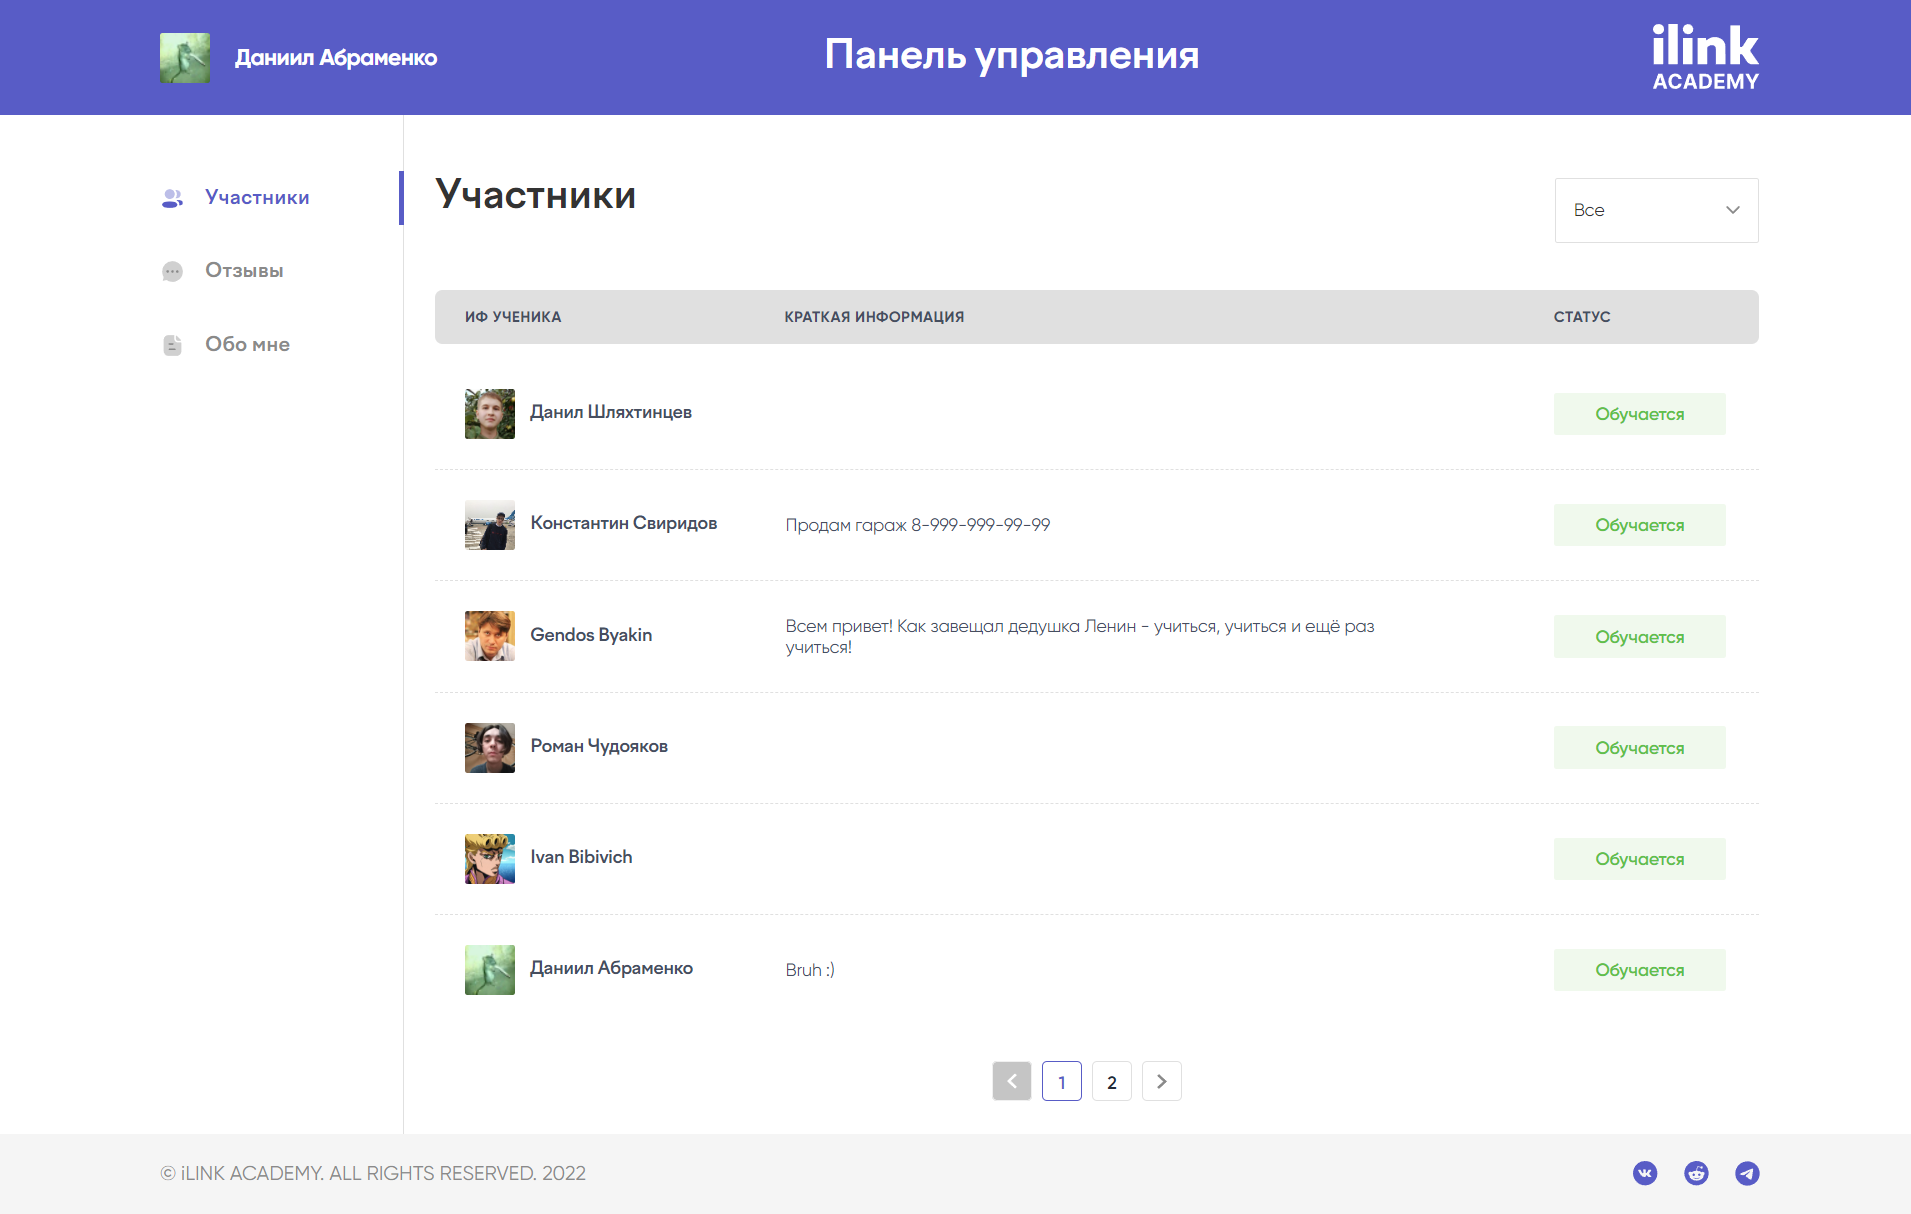 Даниил Абраменко
Панель управления
ilink
ACADEMY
Участники
Отзывы
Обо мне
Участники
Все
ИФ УЧЕНИКА
КРАТКАЯ ИНФОРМАЦИЯ
СТАТУС
Данил Шляхтинцев
Обучается
Константин Свиридов
Продам гараж 8-999-999-99-99
Обучается
Gendos Byakin
Всем привет! Как завещал дедушка Ленин - учиться, учиться и ещё раз
учиться!
Обучается
Роман Чудояков
Обучается
Ivan Bibivich
Обучается
Даниил Абраменко
Bruh :)
Обучается
1
2
© iLINK ACADEMY. ALL RIGHTS RESERVED. 2022